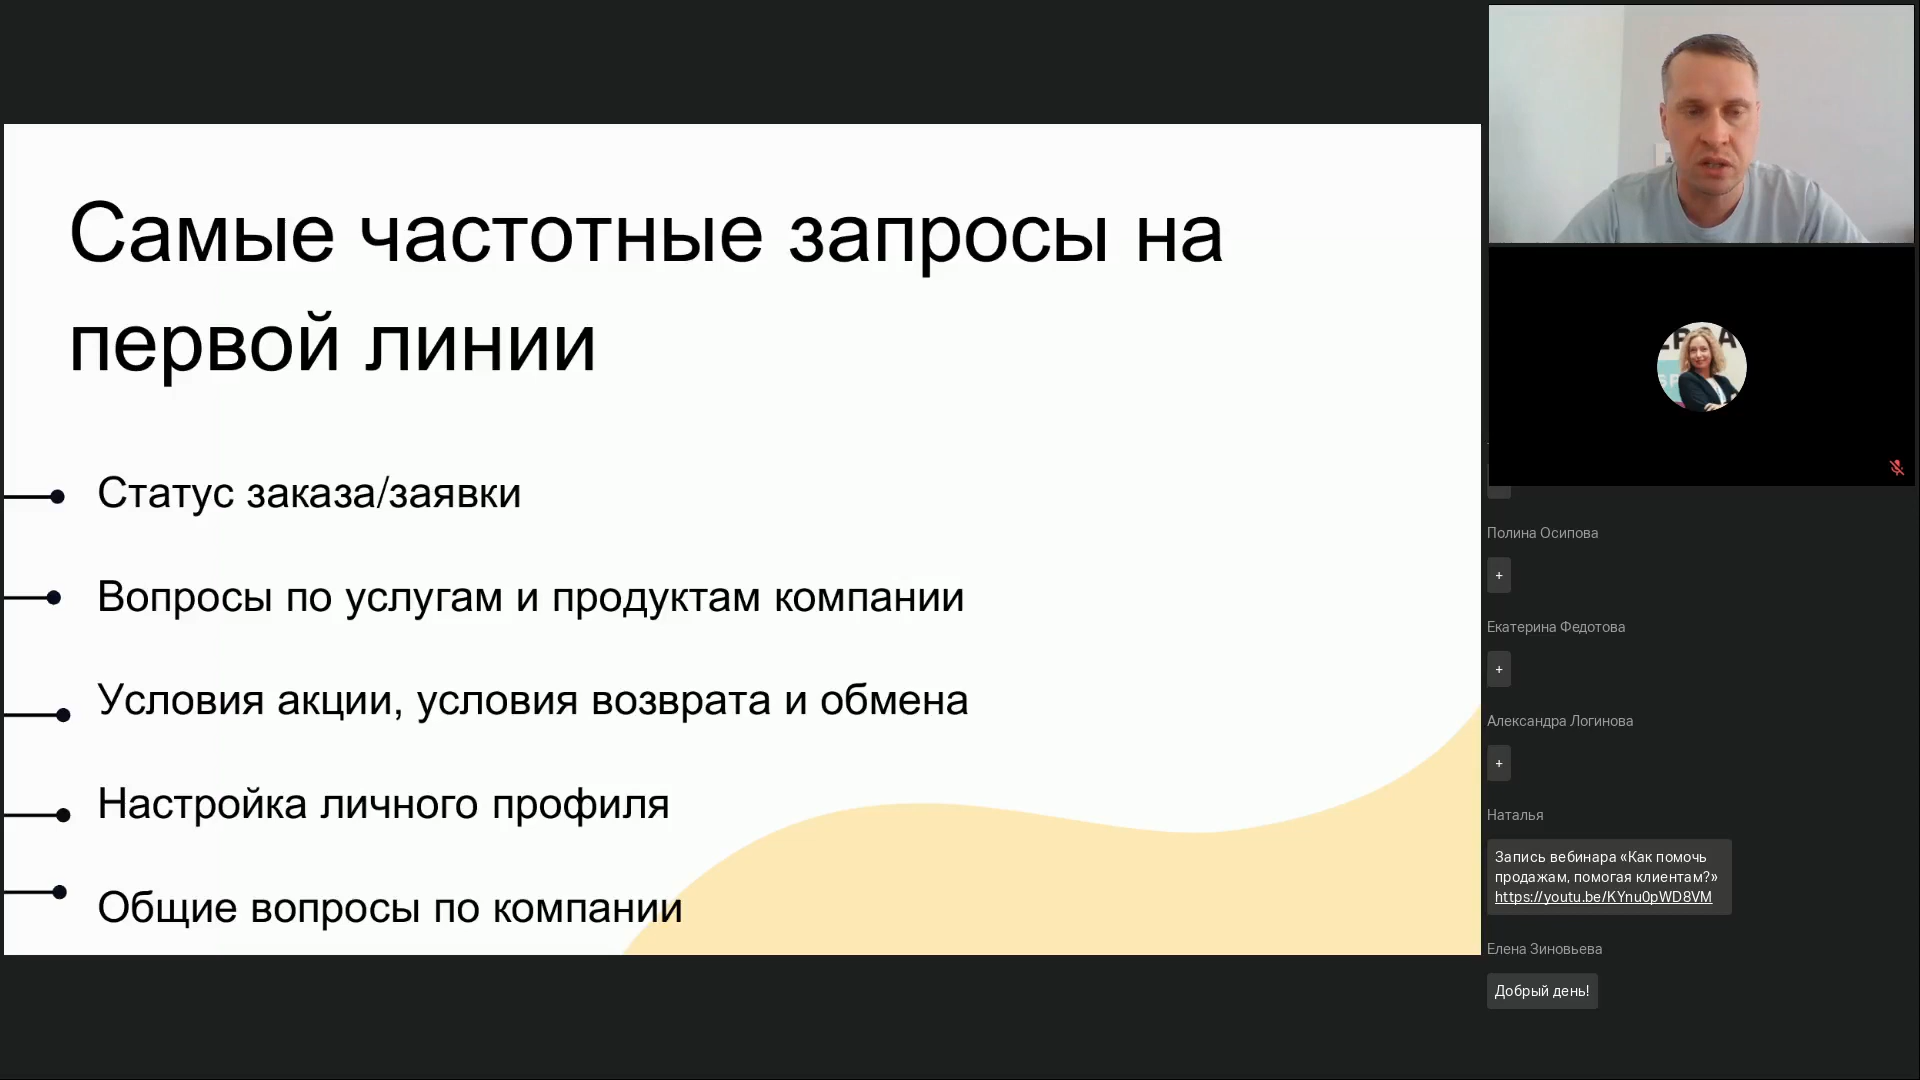 Самые частотные запросы на
первой линии
Статус заказа/заявки
Вопросы по услугам и продуктам компании
Условия акции, условия возврата и обмена
Настройка личного профиля
Общие вопросы по компании
Полина Осипова
+
Екатерина Федотова
+
Александра Логинова
+
Наталья
Запись вебинара «Как помочь
продажам, помогая клиентам?»
https://youtu.be/KYnu0pWD8VM
Елена Зиновьева
Добрый день!